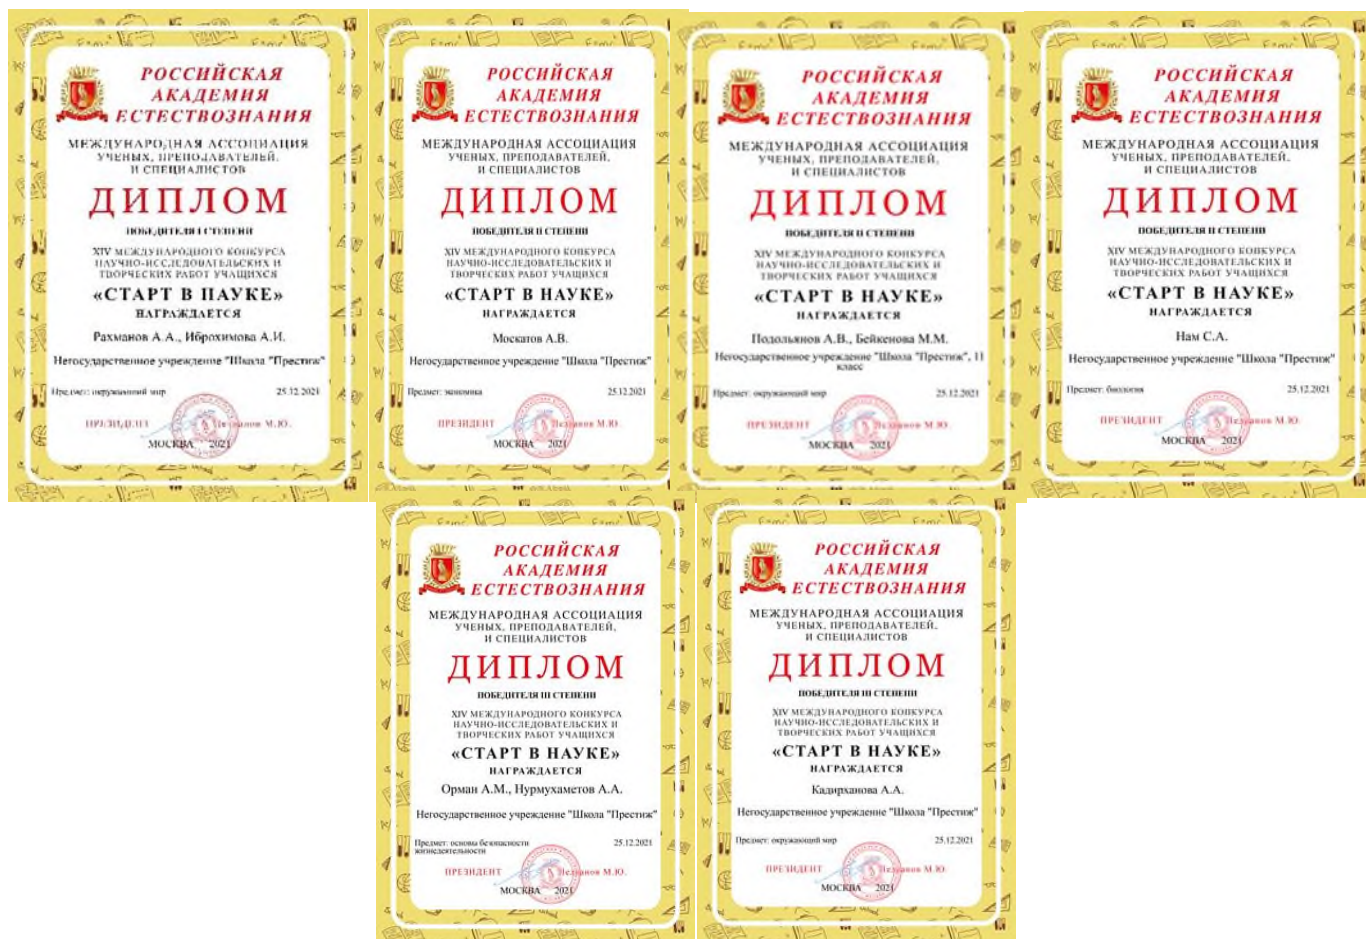 РОССИЙСКАЯ
АКАДЕМИЯ
ЕСТЕСТВОЗНАНИЯ
МЕЖДУНАРОДНАЯ АССОЦИАЦИЯ
УЧЕНЫХ, ПРЕПОДАВАТЕЛЕЙ,
И СПЕЦИАЛИСТОВ
ДИПЛОМ
ПОБЕДИТЕЛЯ I СТЕПЕНИ
XIV МЕЖДУНАРОДНОГО КОНКУРСА
НАУЧНО-ИССЛЕДОВАТЕЛЬСКИХ И
ТВОРЧЕСКИХ РАБОТ УЧАЩИХСЯ
«СТАРТ В НАУКЕ»
НАГРАЖДАЕТСЯ
Рахманов А.А., Иброхимова А.И.
Негосударственное учреждение "Школа "Престиж"
Предмет: окружающий мир 25.12.2021
ПРЕЗИДЕНТ М.Ю.
МОСКВА 2021
РОССИЙСКАЯ
АКАДЕМИЯ
ЕСТЕСТВОЗНАНИЯ
МЕЖДУНАРОДНАЯ АССОЦИАЦИЯ
УЧЕНЫХ, ПРЕПОДАВАТЕЛЕЙ,
И СПЕЦИАЛИСТОВ
ДИПЛОМ
ПОБЕДИТЕЛЯ II СТЕПЕНИ
XIV МЕЖДУНАРОДНОГО КОНКУРСА
НАУЧНО-ИССЛЕДОВАТЕЛЬСКИХ И
ТВОРЧЕСКИХ РАБОТ УЧАЩИХСЯ
«СТАРТ В НАУКЕ»
НАГРАЖДАЕТСЯ
Москатов А.В.
Негосударственное учреждение "Школа "Престиж"
Предмет: экономика 25.12.2021
ПРЕЗИДЕНТ М.Ю.
МОСКВА 2021
РОССИЙСКАЯ
АКАДЕМИЯ
ЕСТЕСТВОЗНАНИЯ
МЕЖДУНАРОДНАЯ АССОЦИАЦИЯ
УЧЕНЫХ, ПРЕПОДАВАТЕЛЕЙ,
И СПЕЦИАЛИСТОВ
ДИПЛОМ
ПОБЕДИТЕЛЯ II СТЕПЕНИ
XIV МЕЖДУНАРОДНОГО КОНКУРСА
НАУЧНО-ИССЛЕДОВАТЕЛЬСКИХ И
ТВОРЧЕСКИХ РАБОТ УЧАЩИХСЯ
«СТАРТ В НАУКЕ»
НАГРАЖДАЕТСЯ
Подольянов А.В., Бейкенова М.М.
Негосударственное учреждение "Школа "Престиж", 11
класс
Предмет: окружающий мир 25.12.2021
ПРЕЗИДЕНТ М.Ю.
МОСКВА 2021
РОССИЙСКАЯ
АКАДЕМИЯ
ЕСТЕСТВОЗНАНИЯ
МЕЖДУНАРОДНАЯ АССОЦИАЦИЯ
УЧЕНЫХ, ПРЕПОДАВАТЕЛЕЙ,
И СПЕЦИАЛИСТОВ
ДИПЛОМ
ПОБЕДИТЕЛЯ II СТЕПЕНИ
XIV МЕЖДУНАРОДНОГО КОНКУРСА
НАУЧНО-ИССЛЕДОВАТЕЛЬСКИХ И
ТВОРЧЕСКИХ РАБОТ УЧАЩИХСЯ
«СТАРТ В НАУКЕ»
НАГРАЖДАЕТСЯ
Нам С.А.
Негосударственное учреждение "Школа "Престиж"
Предмет: биология 25.12.2021
ПРЕЗИДЕНТ М.Ю.
МОСКВА 2021
РОССИЙСКАЯ
АКАДЕМИЯ
ЕСТЕСТВОЗНАНИЯ
МЕЖДУНАРОДНАЯ АССОЦИАЦИЯ
УЧЕНЫХ, ПРЕПОДАВАТЕЛЕЙ,
И СПЕЦИАЛИСТОВ
ДИПЛОМ
ПОБЕДИТЕЛЯ III СТЕПЕНИ
XIV МЕЖДУНАРОДНОГО КОНКУРСА
НАУЧНО-ИССЛЕДОВАТЕЛЬСКИХ И
ТВОРЧЕСКИХ РАБОТ УЧАЩИХСЯ
«СТАРТ В НАУКЕ»
НАГРАЖДАЕТСЯ
Орман А.М., Нурмухаметов А.А.
Негосударственное учреждение "Школа "Престиж"
Предмет: основы безопасности 25.12.2021
жизнедеятельности
ПРЕЗИДЕНТ М.Ю.
МОСКВА 2021
РОССИЙСКАЯ
АКАДЕМИЯ
ЕСТЕСТВОЗНАНИЯ
МЕЖДУНАРОДНАЯ АССОЦИАЦИЯ
УЧЕНЫХ, ПРЕПОДАВАТЕЛЕЙ,
И СПЕЦИАЛИСТОВ
ДИПЛОМ
ПОБЕДИТЕЛЯ III СТЕПЕНИ
XIV МЕЖДУНАРОДНОГО КОНКУРСА
НАУЧНО-ИССЛЕДОВАТЕЛЬСКИХ И
ТВОРЧЕСКИХ РАБОТ УЧАЩИХСЯ
«СТАРТ В НАУКЕ»
НАГРАЖДАЕТСЯ
Кадирханова А.А.
Негосударственное учреждение "Школа "Престиж"
Предмет: окружающий мир 25.12.2021
ПРЕЗИДЕНТ М.Ю.
МОСКВА 2021